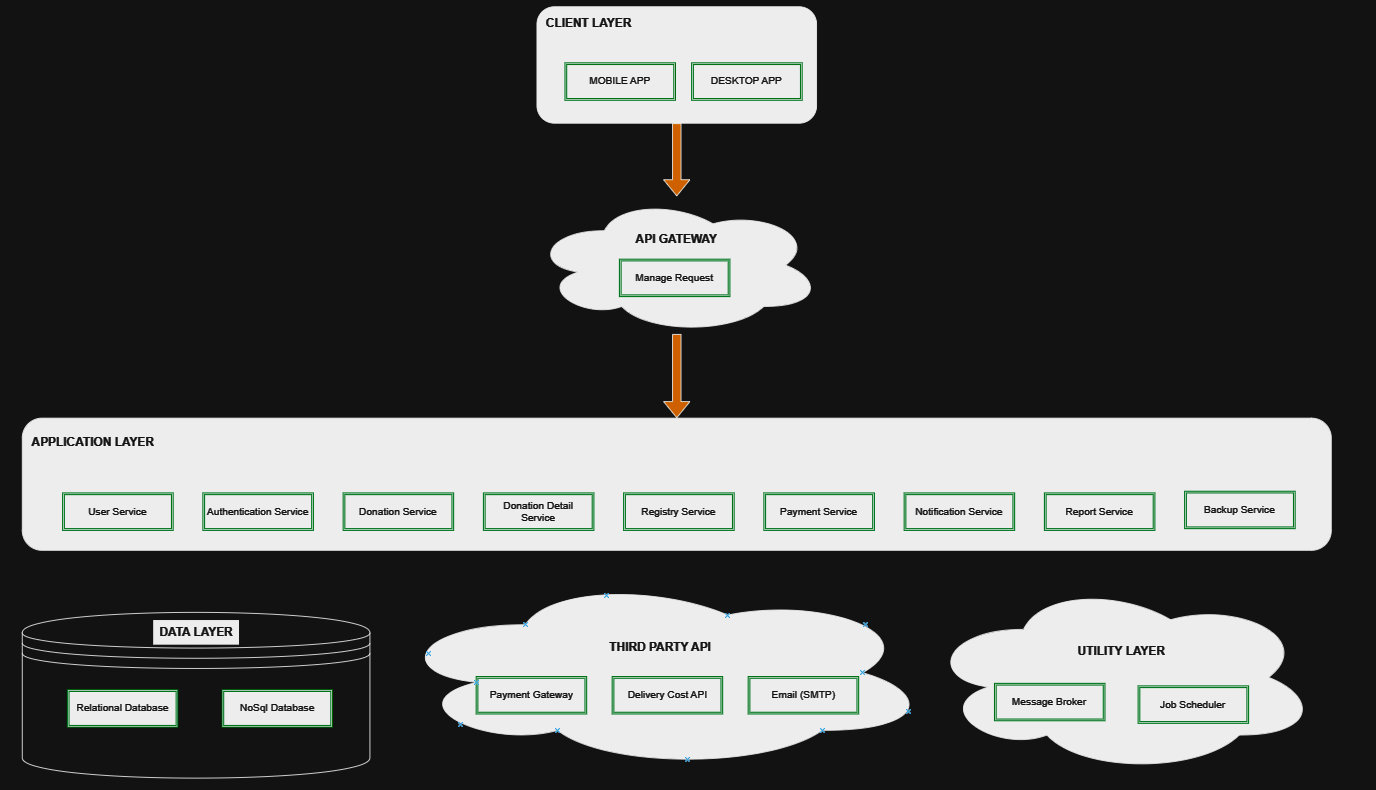 CLIENT LAYER
MOBILE APP
DESKTOP APP
API GATEWAY
Manage Request
APPLICATION LAYER
User Service
Authentication Service
Donation Service
Donation Detail
Service
Registry Service
Payment Service
Notification Service
Report Service
Backup Service
DATA LAYER
Relational Database
NoSql Database
THIRD PARTY API
Payment Gateway
Delivery Cost API
Email (SMTP)
UTILITY LAYER
Message Broker
Job Scheduler